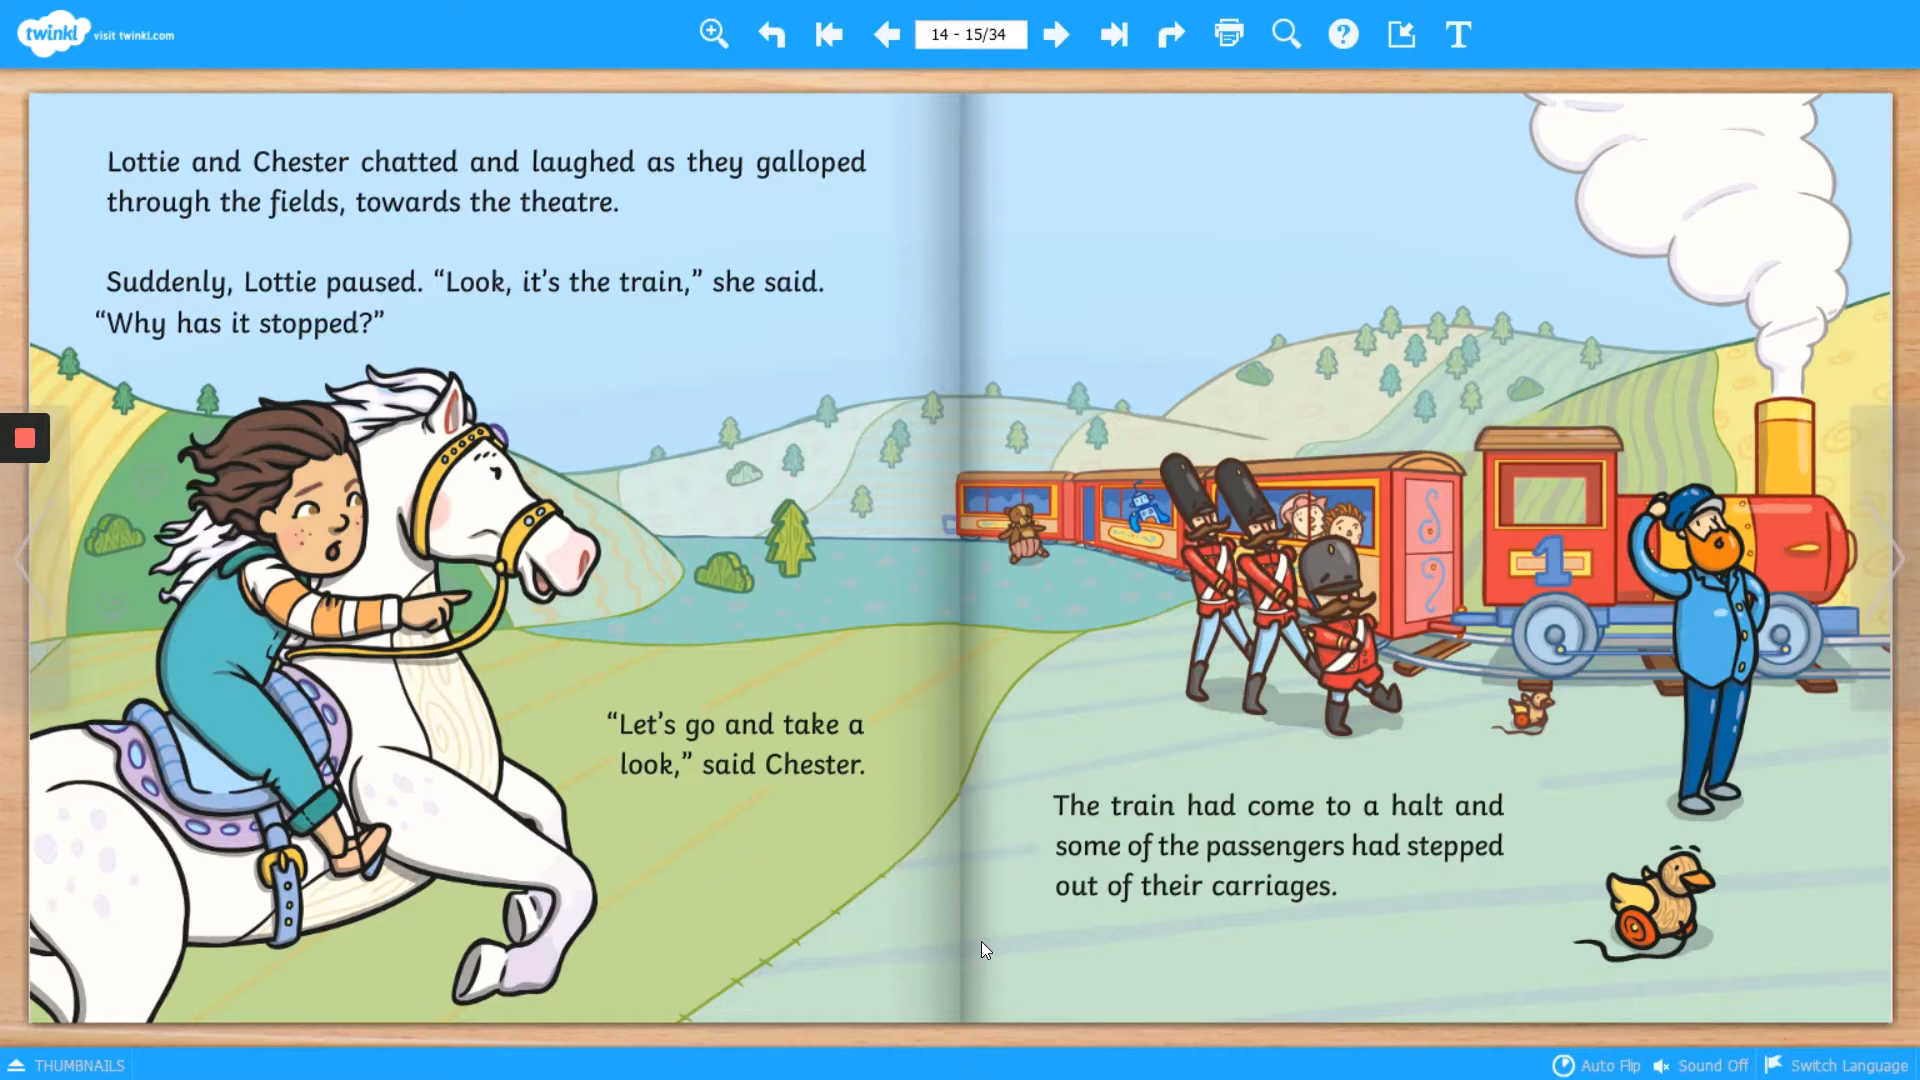 twinkl visit twinkl.com
14 - 15/34
Lottie and Chester chatted and laughed as they galloped
through the fields, towards the theatre.
Suddenly, Lottie paused. “Look, it’s the train,” she said.
“Why has it stopped?”
“Let’s go and take a
look,” said Chester.
1
The train had come to a halt and
some of the passengers had stepped
out of their carriages.
THUMBNAILS
Auto Flip
Sound Off
Switch Language